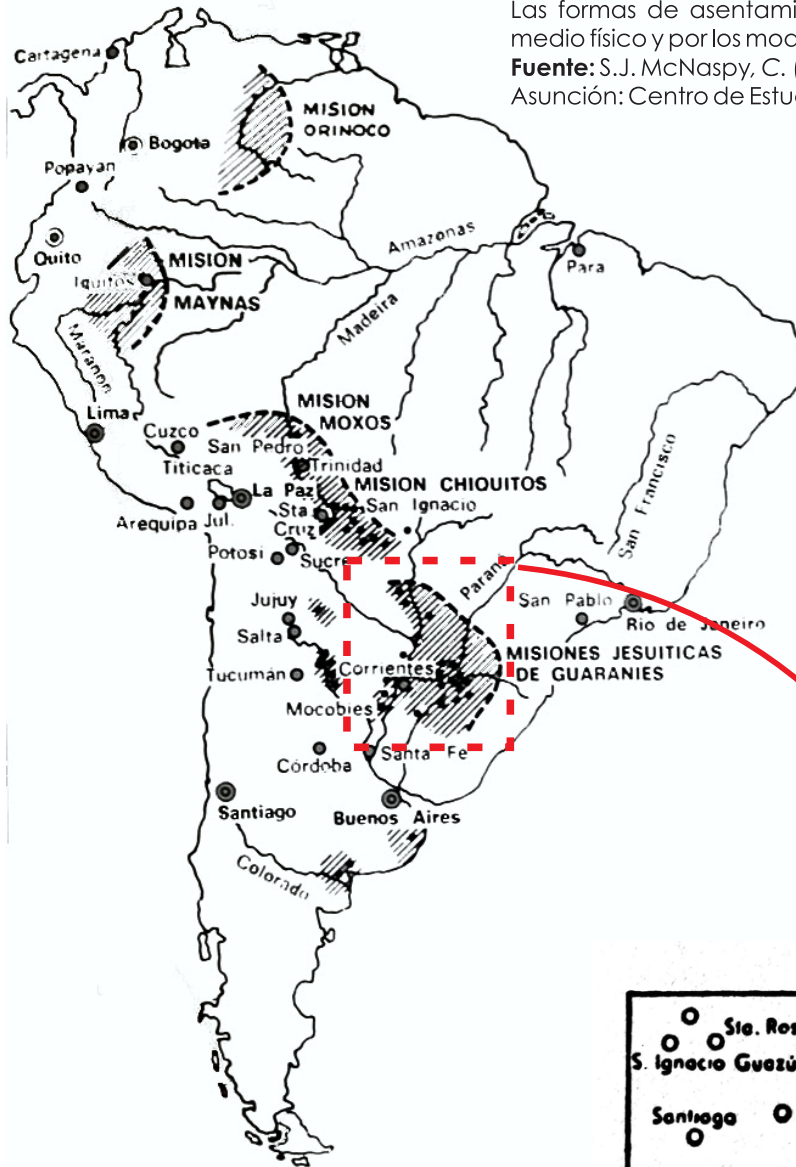 Las formas de asentami
medio físico y por los mod
Fuente: S.J. McNaspy, C. (
Asunción: Centro de Estud
Cartagena
MISION
ORINOCO
Bogota
Popayan
Amazonas
Quito
MISION
Para
Iquitos
MAYNAS
Madeira
Maranon
MISION
MOXOS
Lima
Cuzco
San Pedro
San Francisco
Titicaca
Trinidad
La Paz
MISION CHIQUITOS
Arequipa
Jul.
Sta
Cruz
San Ignacio
Potosi
Sucre
Paraná
San Pablo
Rio de Janeiro
Jujuy
Salta
MISIONES JESUITICAS
DE GUARANIES
Tucumán
Corrientes
Mocobies
Córdoba
Santa Fe
Santiago
Buenos Aires
Colorado
Sta. Ros
S. Ignacio Guazú
Santiago